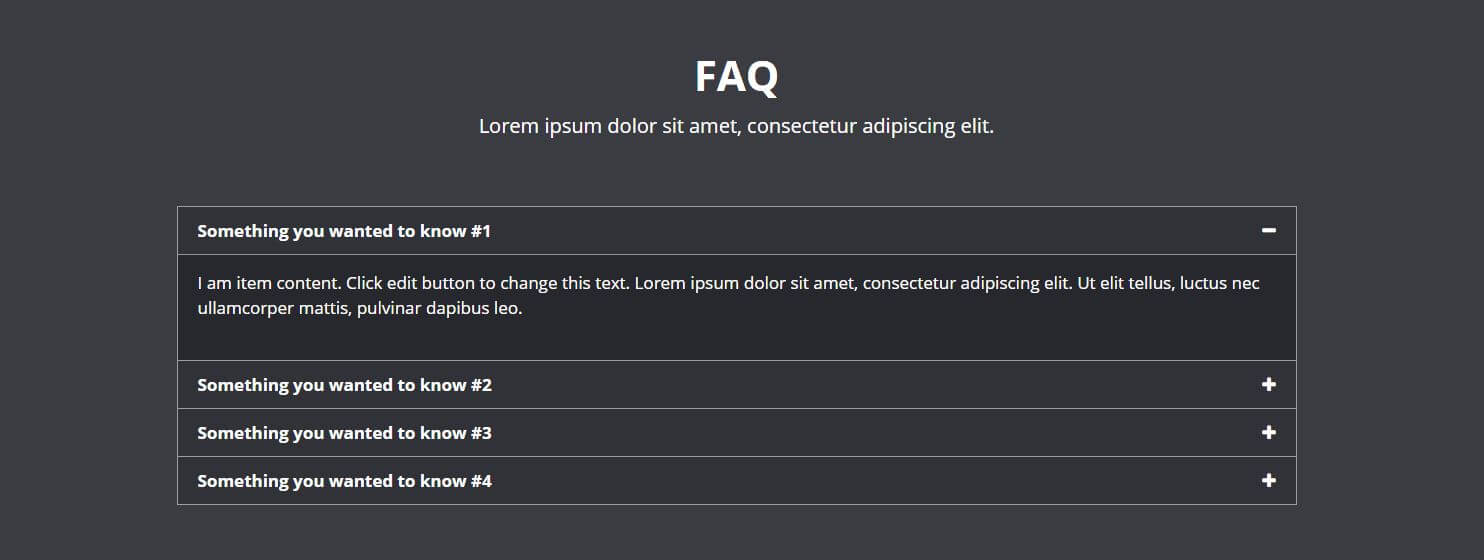 FAQ
Lorem ipsum dolor sit amet, consectetur adipiscing elit.
Something you wanted to know #1
I am item content. Click edit button to change this text. Lorem ipsum dolor sit amet, consectetur adipiscing elit. Ut elit tellus, luctus nec
ullamcorper mattis, pulvinar dapibus leo.
Something you wanted to know #2
Something you wanted to know #3
Something you wanted to know #4